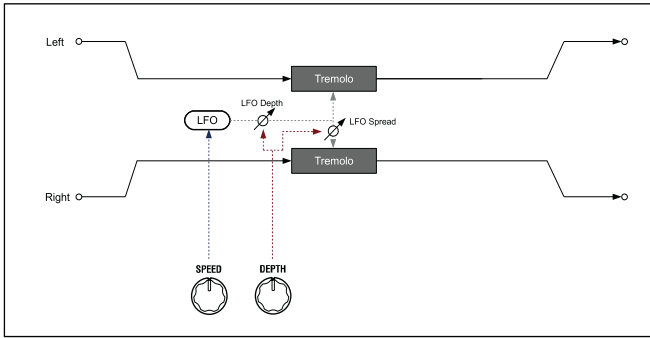 Left
Tremolo
LFO Depth
LFO
LFO Spread
Tremolo
Right
SPEED
DEPTH